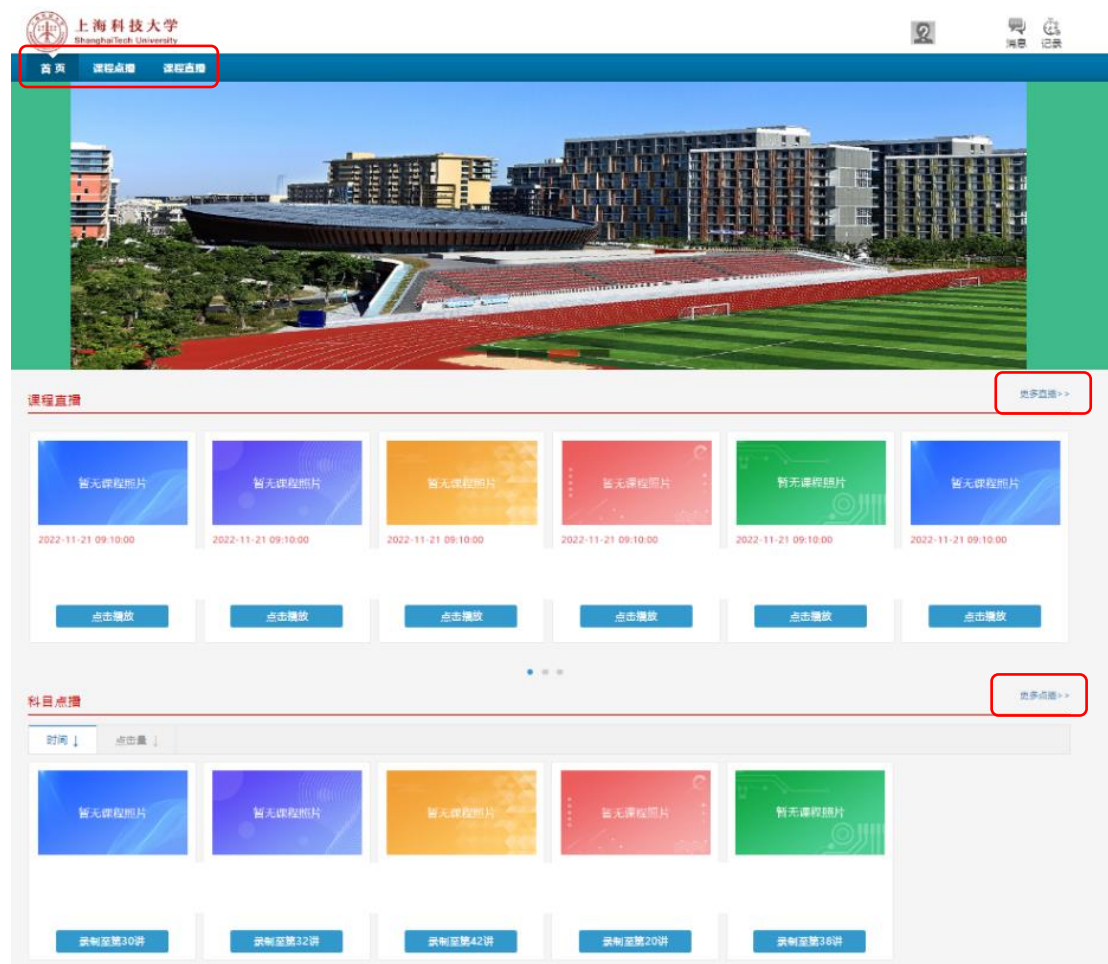 上海科技大学
ShanghaiTech University
消息 记录
首页 课程点播 课程直播
课程直播 更多直播>>
暂无课程照片 暂无课程照片 暂无课程照片 暂无课程照片 暂无课程照片 暂无课程照片
2022-11-21 09:10:00 2022-11-21 09:10:00 2022-11-21 09:10:00 2022-11-21 09:10:00 2022-11-21 09:10:00 2022-11-21 09:10:00
点击播放 点击播放 点击播放 点击播放 点击播放 点击播放
科目点播 更多点播>>
时间↓ 点击量↓
暂无课程照片 暂无课程照片 暂无课程照片 暂无课程照片 暂无课程照片
录制至第30讲 录制至第32讲 录制至第42讲 录制至第20讲 录制至第38讲